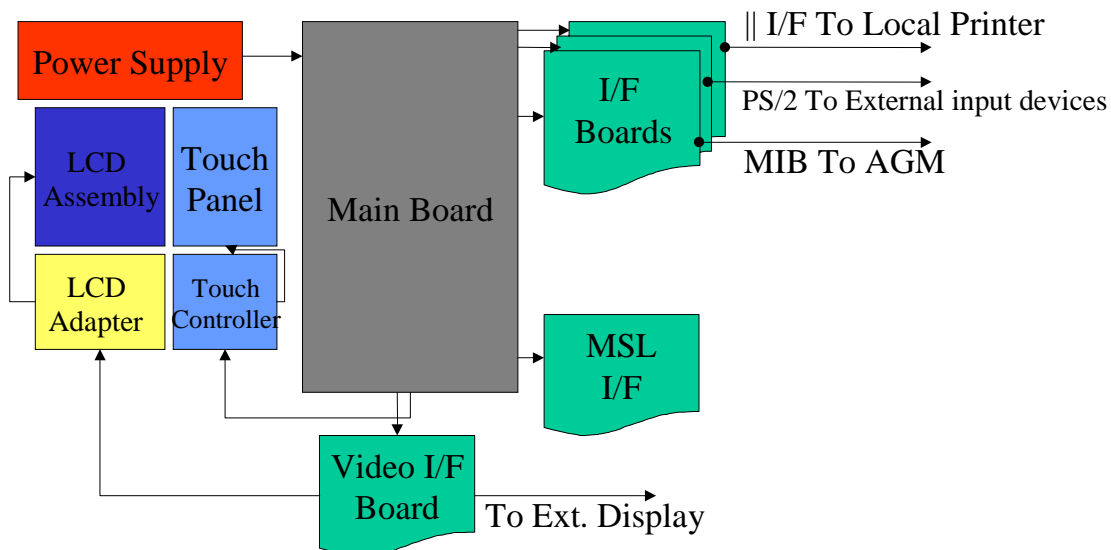 Power Supply
LCD
Assembly
Touch
Panel
LCD
Adapter
Touch
Controller
Main Board
I/F
Boards
|| I/F To Local Printer
PS/2 To External input devices
MIB To AGM
MSL
I/F
Video I/F
Board
To Ext. Display